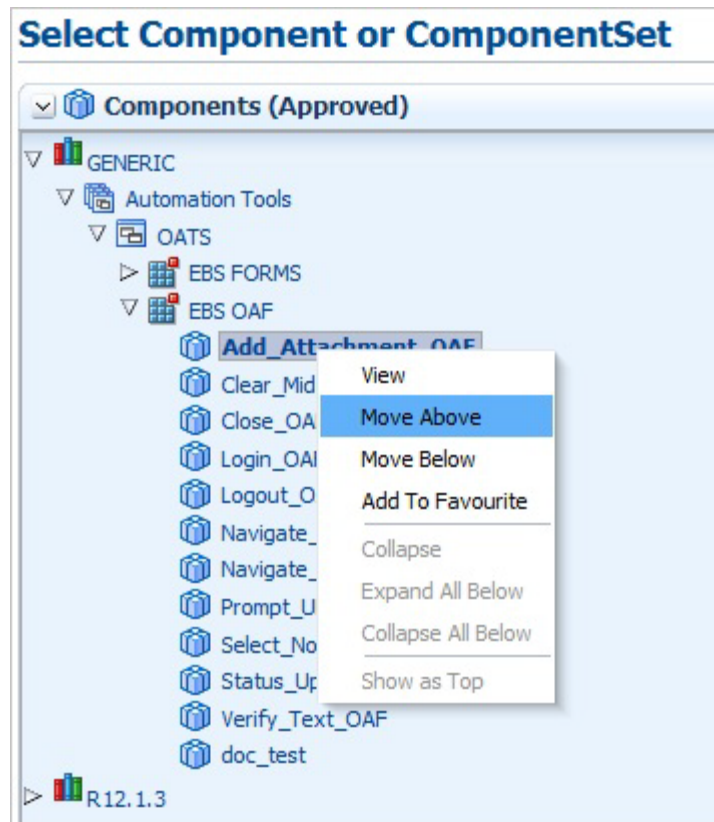 Select Component or ComponentSet
Components (Approved)
GENERIC
Automation Tools
OATS
EBS FORMS
EBS OAF
Add_Attachment_OAF
Clear_Mid
Close_OA
Login_OA
Logout_O
Navigate_
Navigate_
Prompt_U
Select_No
Status_Up
Verify_Text_OAF
doc_test
R12.1.3
View
Move Above
Move Below
Add To Favourite
Collapse
Expand All Below
Collapse All Below
Show as Top